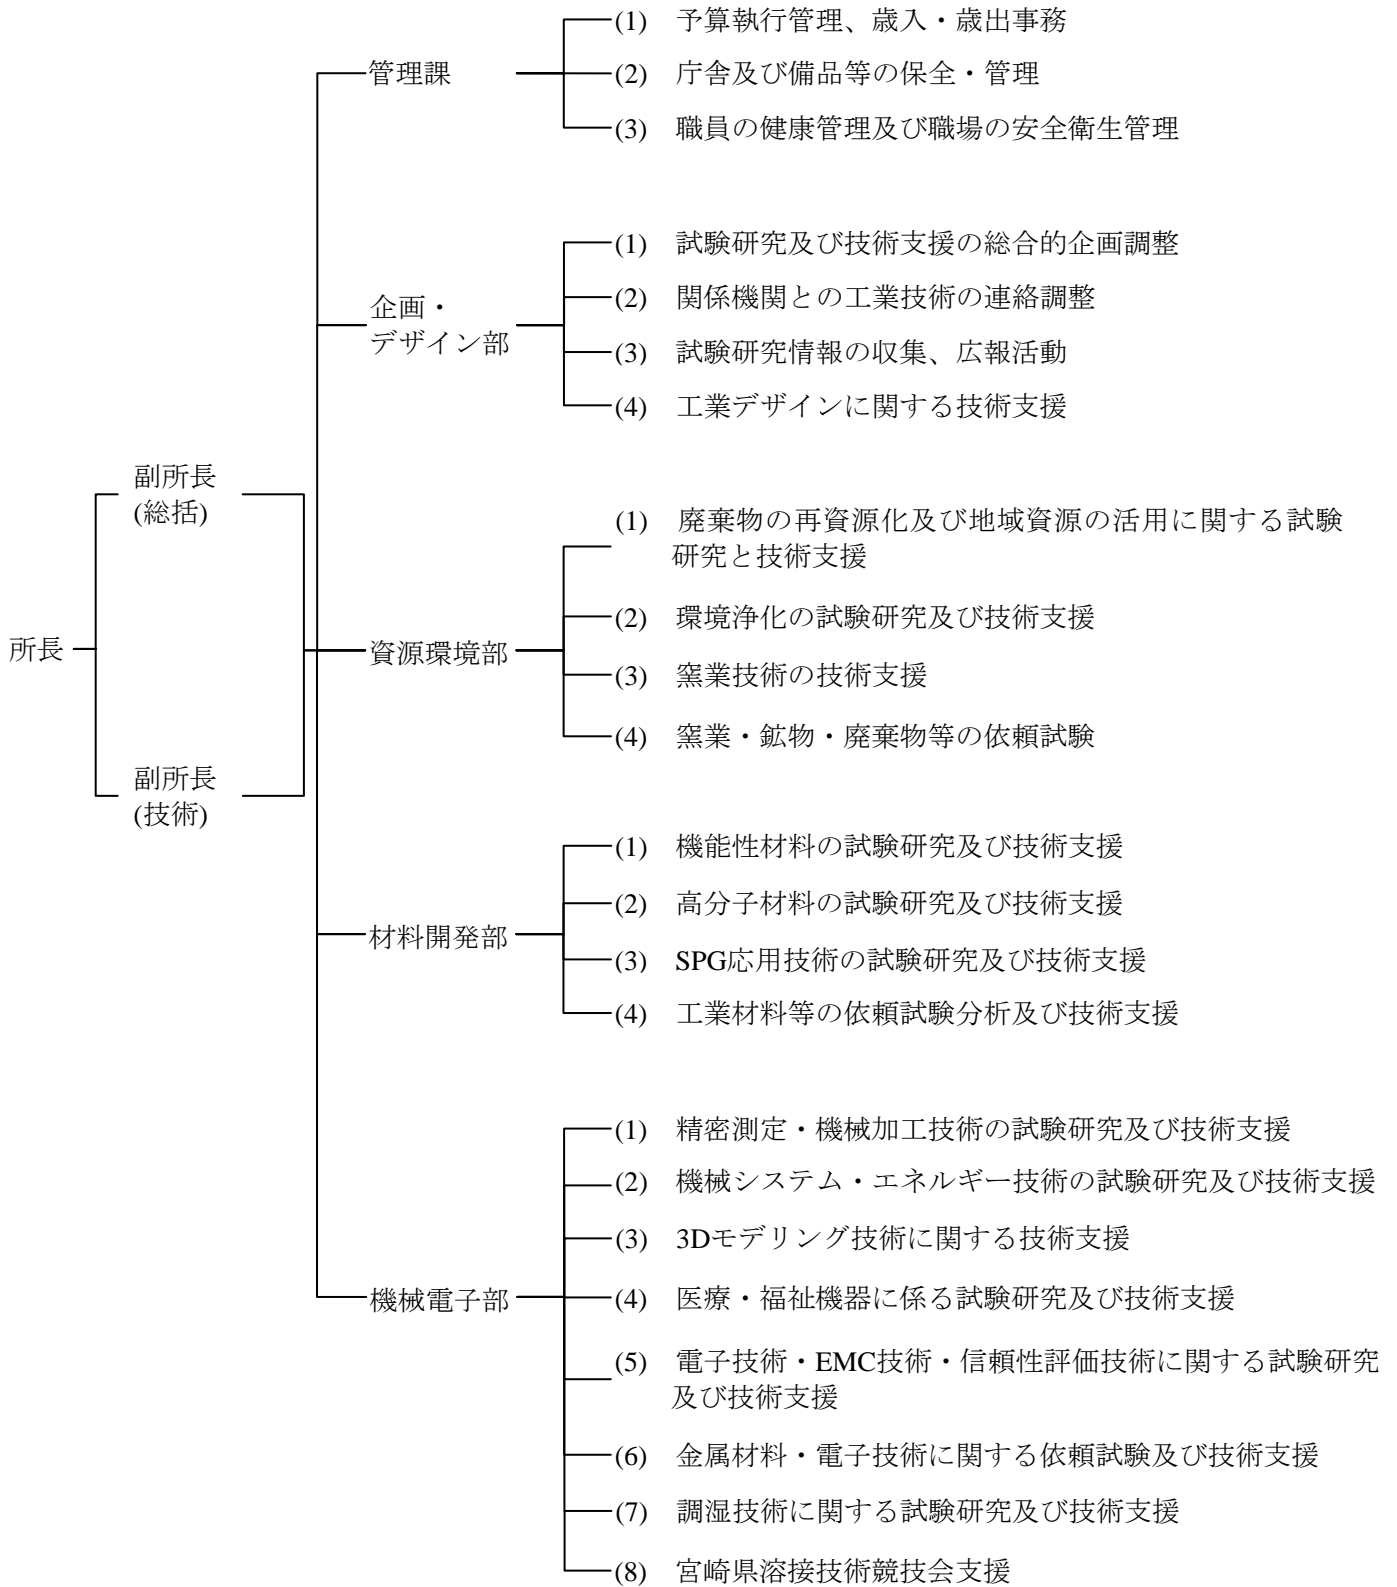 所長
副所長
(総括)
副所長
(技術)
管理課
(1) 予算執行管理、歳入・歳出事務
(2) 庁舎及び備品等の保全・管理
(3) 職員の健康管理及び職場の安全衛生管理
企画・
デザイン部
(1) 試験研究及び技術支援の総合的企画調整
(2) 関係機関との工業技術の連絡調整
(3) 試験研究情報の収集、広報活動
(4) 工業デザインに関する技術支援
資源環境部
(1) 廃棄物の再資源化及び地域資源の活用に関する試験
研究と技術支援
(2) 環境浄化の試験研究及び技術支援
(3) 窯業技術の技術支援
(4) 窯業・鉱物・廃棄物等の依頼試験
材料開発部
(1) 機能性材料の試験研究及び技術支援
(2) 高分子材料の試験研究及び技術支援
(3) SPG応用技術の試験研究及び技術支援
(4) 工業材料等の依頼試験分析及び技術支援
機械電子部
(1) 精密測定・機械加工技術の試験研究及び技術支援
(2) 機械システム・エネルギー技術の試験研究及び技術支援
(3) 3Dモデリング技術に関する技術支援
(4) 医療・福祉機器に係る試験研究及び技術支援
(5) 電子技術・EMC技術・信頼性評価技術に関する試験研究
及び技術支援
(6) 金属材料・電子技術に関する依頼試験及び技術支援
(7) 調湿技術に関する試験研究及び技術支援
(8) 宮崎県溶接技術競技会支援